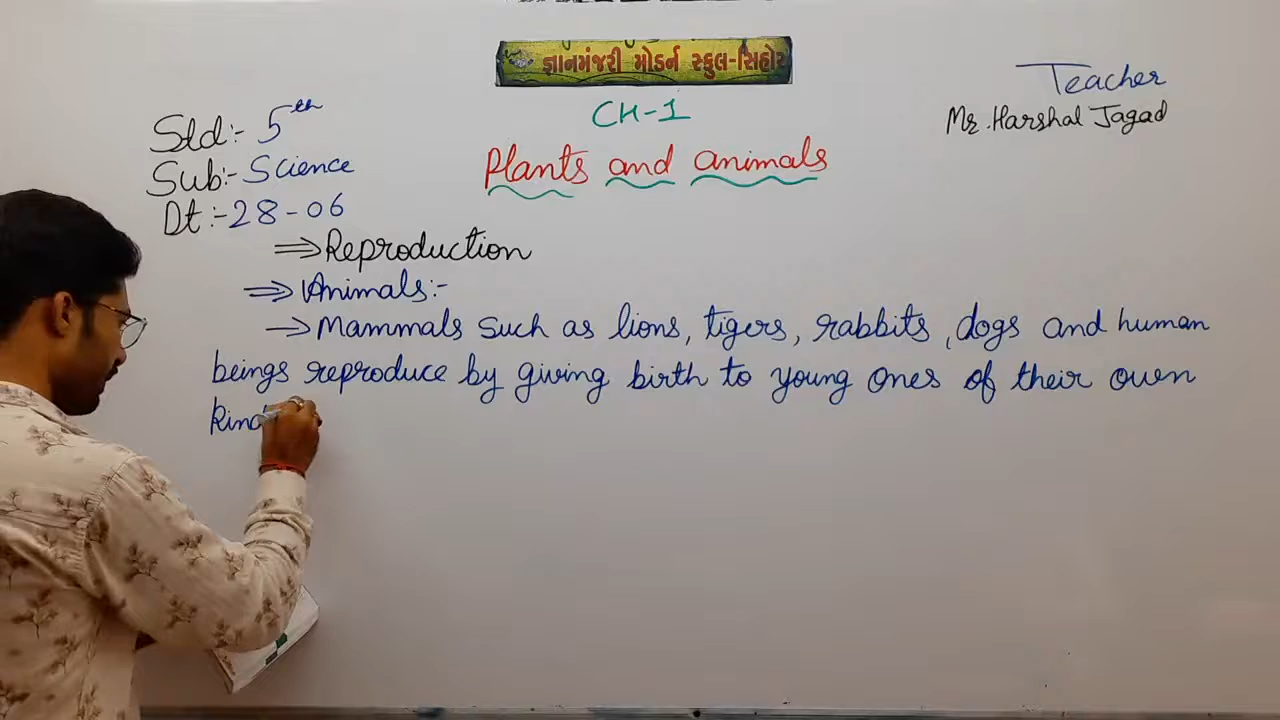 જ્ઞાનમંજરી મોડર્ન સ્કુલ-સિહોર
Teacher
Mr. Harshal Jagad
CH-1
Std:- 5th
Sub:- Science
Dt:- 28-06
Plants and animals
⇒ Reproduction
⇒ Animals:-
→ Mammals such as lions, tigers, rabbits, dogs and human
beings reproduce by giving birth to young ones of their own
kind